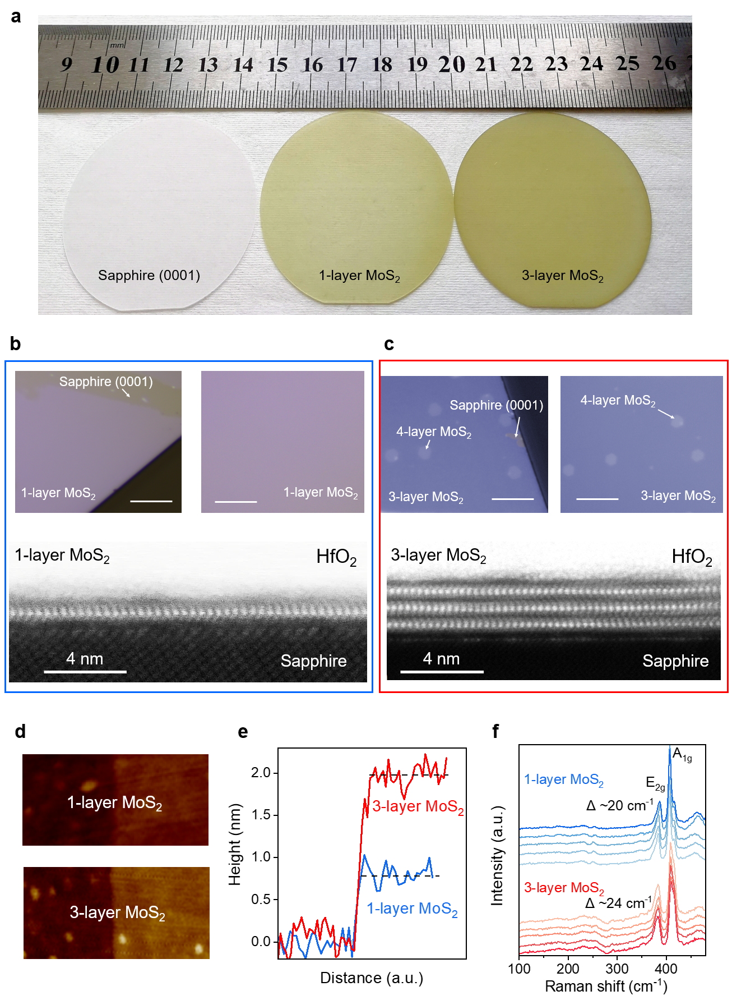 a
mm
9 10 11 12 13 14 15 16 17 18 19 20 21 22 23 24 25 26
Sapphire (0001)
1-layer MoS₂
3-layer MoS₂
b
Sapphire (0001)
1-layer MoS₂
1-layer MoS₂
1-layer MoS₂
HfO₂
4 nm
Sapphire
c
Sapphire (0001)
4-layer MoS₂
3-layer MoS₂
4-layer MoS₂
3-layer MoS₂
3-layer MoS₂
HfO₂
4 nm
Sapphire
d
1-layer MoS₂
3-layer MoS₂
e
Height (nm)
2.0
1.5
1.0
0.5
0.0
3-layer MoS₂
1-layer MoS₂
Distance (a.u.)
f
Intensity (a.u.)
A₁g
1-layer MoS₂
E₂g
Δ ~20 cm⁻¹
3-layer MoS₂
Δ ~24 cm⁻¹
100 200 300 400
Raman shift (cm⁻¹)